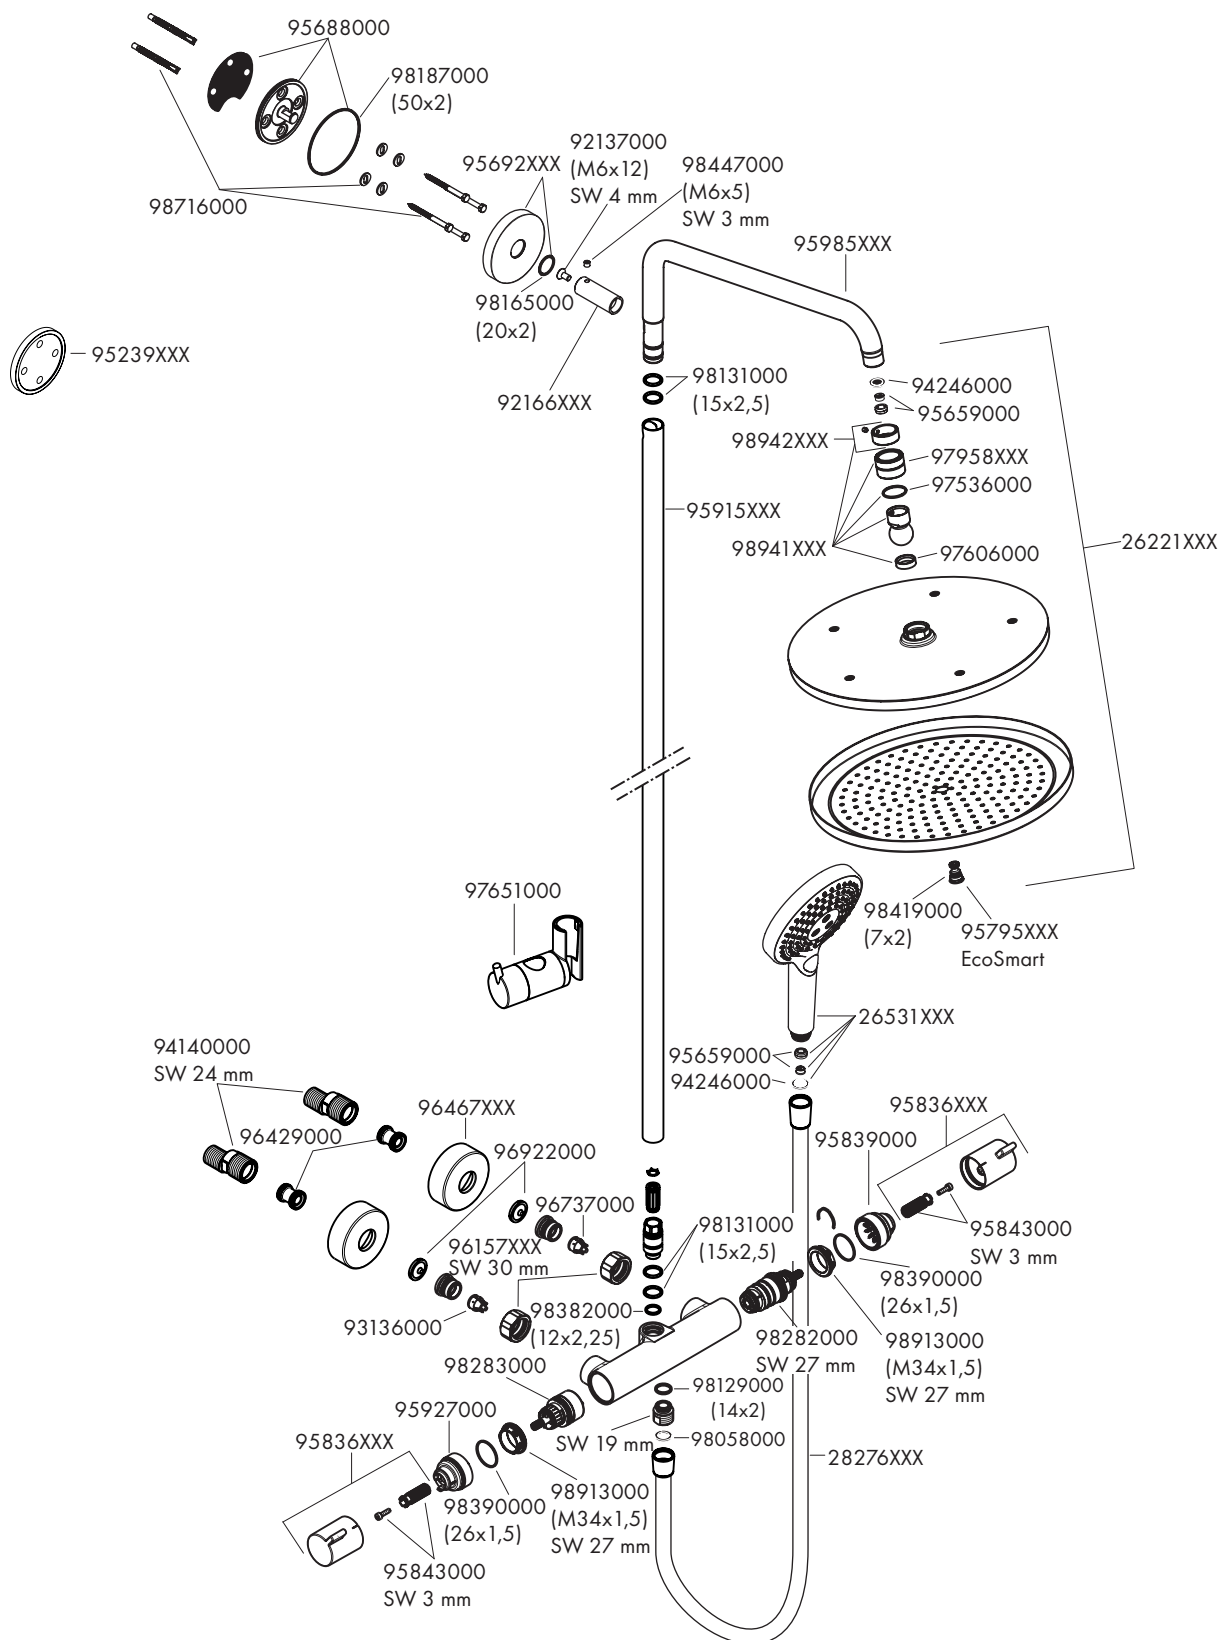 95688000
98187000
(50x2)
92137000
(M6x12)
SW 4 mm
95692XXX
98447000
(M6x5)
SW 3 mm
98716000
95985XXX
98165000
(20x2)
95239XXX
92166XXX
98131000
(15x2,5)
94246000
95659000
98942XXX
97958XXX
97536000
95915XXX
98941XXX
97606000
26221XXX
97651000
98419000
(7x2)
95795XXX
EcoSmart
26531XXX
94140000
SW 24 mm
95659000
94246000
96467XXX
95836XXX
96429000
95839000
96922000
96737000
98131000
(15x2,5)
95843000
SW 3 mm
96157XXX
SW 30 mm
98390000
(26x1,5)
93136000
98382000
(12x2,25)
98282000
SW 27 mm
98913000
(M34x1,5)
SW 27 mm
98283000
98129000
(14x2)
95927000
SW 19 mm
98058000
95836XXX
28276XXX
98390000
(26x1,5)
98913000
(M34x1,5)
SW 27 mm
95843000
SW 3 mm